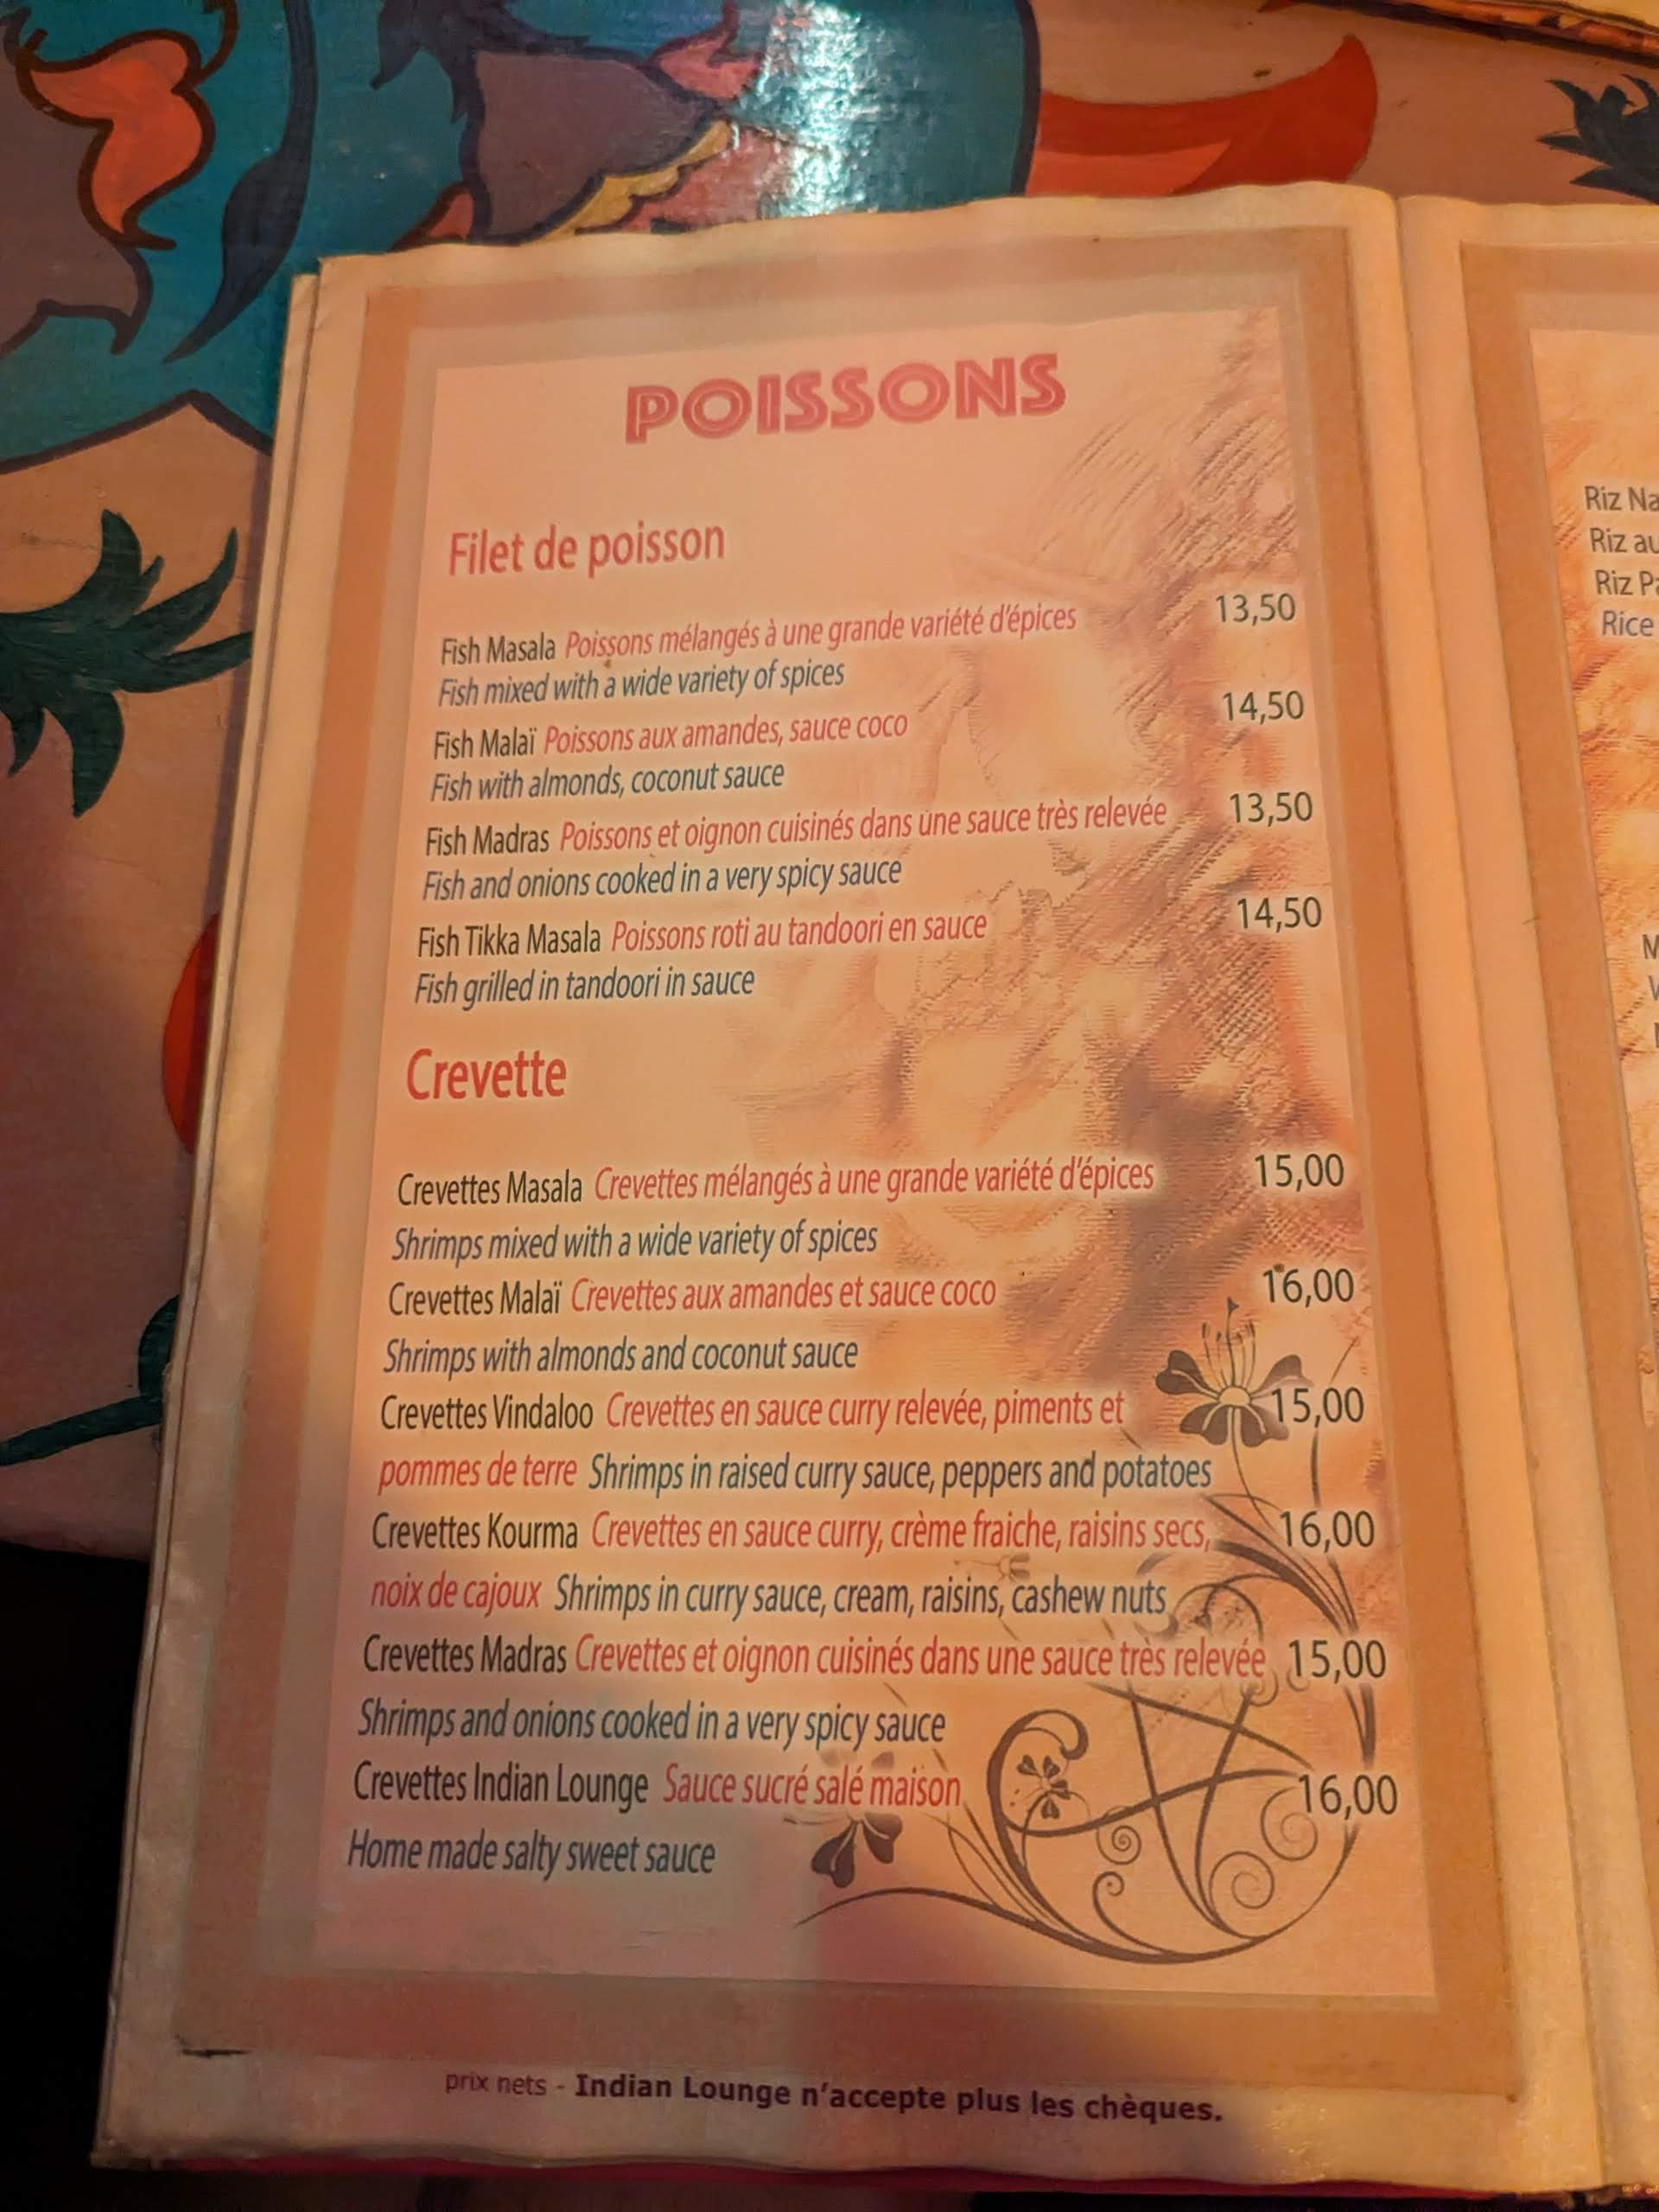 POISSONS
Filet de poisson
Fish Masala Poissons mélangés à une grande variété d'épices 13,50
Fish mixed with a wide variety of spices
Fish Malaï Poissons aux amandes, sauce coco 14,50
Fish with almonds, coconut sauce
Fish Madras Poissons et oignon cuisinés dans une sauce très relevée 13,50
Fish and onions cooked in a very spicy sauce
Fish Tikka Masala Poissons roti au tandoori en sauce 14,50
Fish grilled in tandoori in sauce
Crevette
Crevettes Masala Crevettes mélangés à une grande variété d'épices 15,00
Shrimps mixed with a wide variety of spices
Crevettes Malaï Crevettes aux amandes et sauce coco 16,00
Shrimps with almonds and coconut sauce
Crevettes Vindaloo Crevettes en sauce curry relevée, piments et 15,00
pommes de terre Shrimps in raised curry sauce, peppers and potatoes
Crevettes Kourma Crevettes en sauce curry, crème fraiche, raisins secs, 16,00
noix de cajoux Shrimps in curry sauce, cream, raisins, cashew nuts
Crevettes Madras Crevettes et oignon cuisinés dans une sauce très relevée 15,00
Shrimps and onions cooked in a very spicy sauce
Crevettes Indian Lounge Sauce sucré salé maison 16,00
Home made salty sweet sauce
prix nets - Indian Lounge n'accepte plus les chèques.
Riz
Riz
Riz
Rice